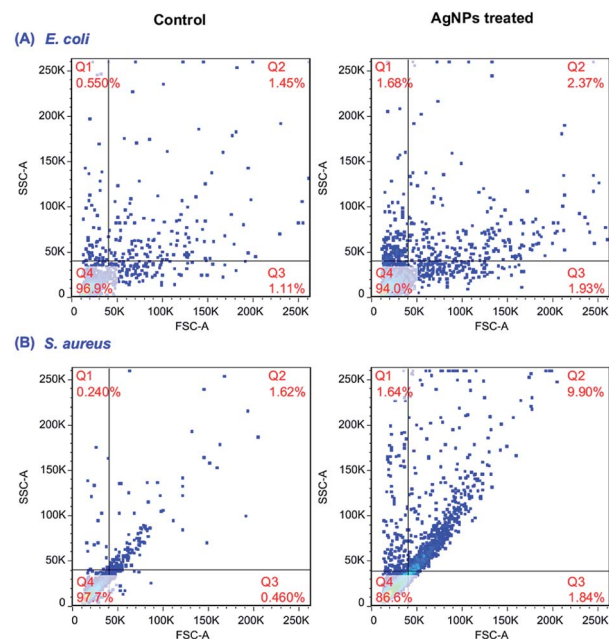 Control
AgNPs treated
(A) E. coli
Q1
0.550%
Q2
1.45%
Q4
96.9%
Q3
1.11%
250K
200K
150K
100K
50K
0
SSC-A
0 50K 100K 150K 200K 250K
FSC-A
Q1
1.68%
Q2
2.37%
Q4
94.0%
Q3
1.93%
250K
200K
150K
100K
50K
0
SSC-A
0 50K 100K 150K 200K 250K
FSC-A
(B) S. aureus
Q1
0.240%
Q2
1.62%
Q4
97.7%
Q3
0.460%
250K
200K
150K
100K
50K
0
SSC-A
0 50K 100K 150K 200K 250K
FSC-A
Q1
1.64%
Q2
9.90%
Q4
86.6%
Q3
1.84%
250K
200K
150K
100K
50K
0
SSC-A
0 50K 100K 150K 200K 250K
FSC-A